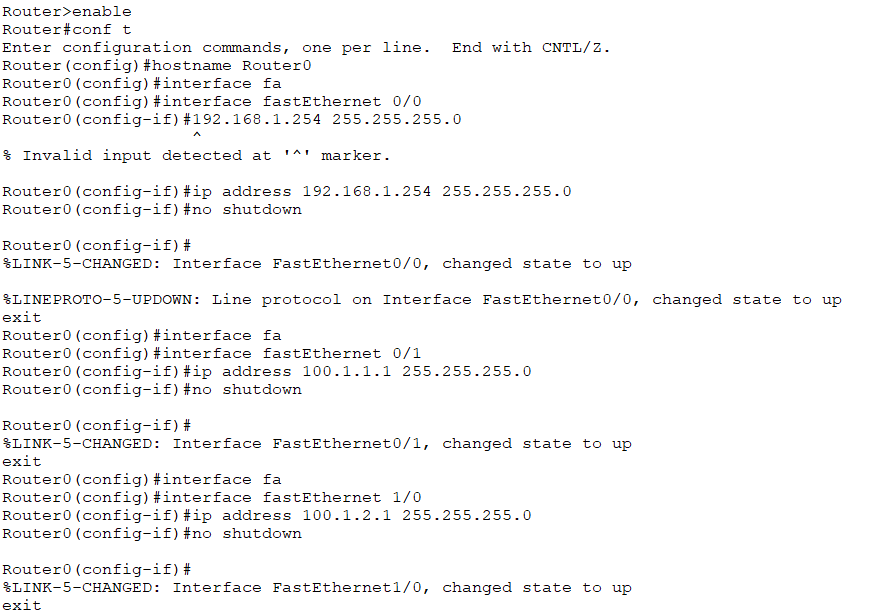 Router>enable
Router#conf t
Enter configuration commands, one per line.  End with CNTL/Z.
Router(config)#hostname Router0
Router0(config)#interface fa
Router0(config)#interface fastEthernet 0/0
Router0(config-if)#192.168.1.254 255.255.255.0
                   ^
% Invalid input detected at '^' marker.

Router0(config-if)#ip address 192.168.1.254 255.255.255.0
Router0(config-if)#no shutdown

Router0(config-if)#
%LINK-5-CHANGED: Interface FastEthernet0/0, changed state to up

%LINEPROTO-5-UPDOWN: Line protocol on Interface FastEthernet0/0, changed state to up
exit
Router0(config)#interface fa
Router0(config)#interface fastEthernet 0/1
Router0(config-if)#ip address 100.1.1.1 255.255.255.0
Router0(config-if)#no shutdown

Router0(config-if)#
%LINK-5-CHANGED: Interface FastEthernet0/1, changed state to up
exit
Router0(config)#interface fa
Router0(config)#interface fastEthernet 1/0
Router0(config-if)#ip address 100.1.2.1 255.255.255.0
Router0(config-if)#no shutdown

Router0(config-if)#
%LINK-5-CHANGED: Interface FastEthernet1/0, changed state to up
exit